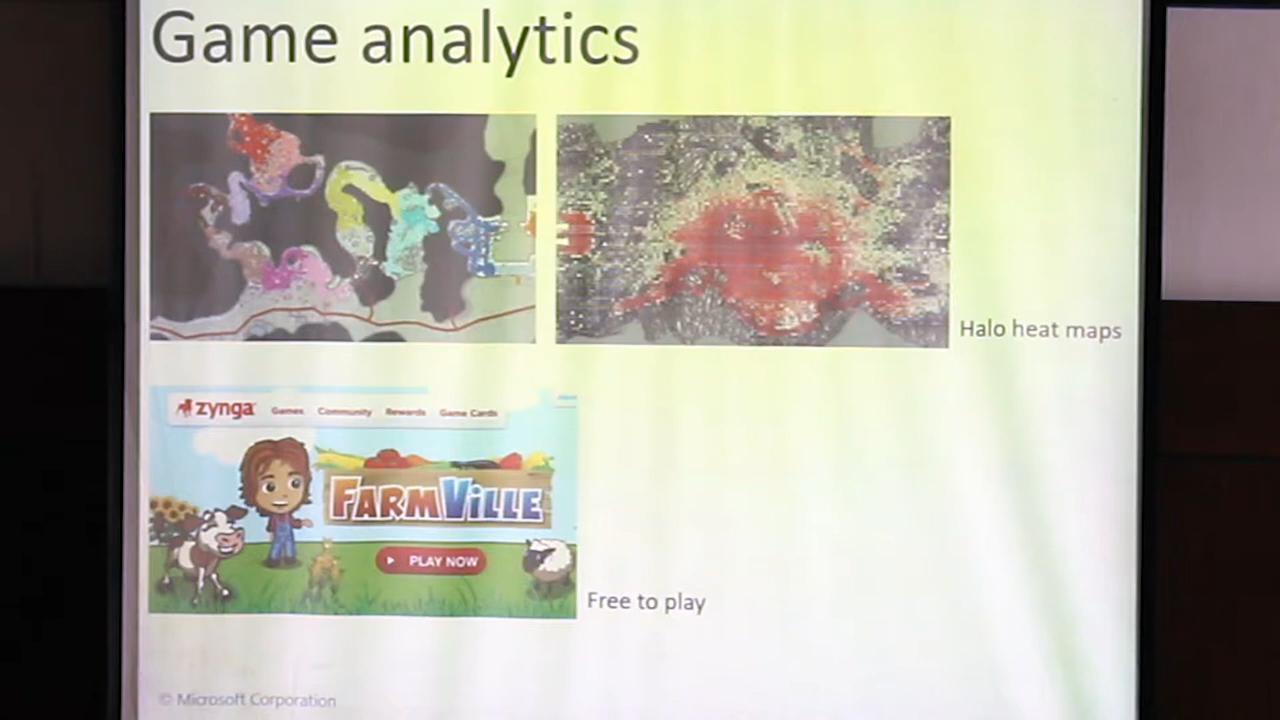 Game analytics
Halo heat maps
zynga Games Community Rewards Game Cards
FARMVILLE
PLAY NOW
Free to play
© Microsoft Corporation